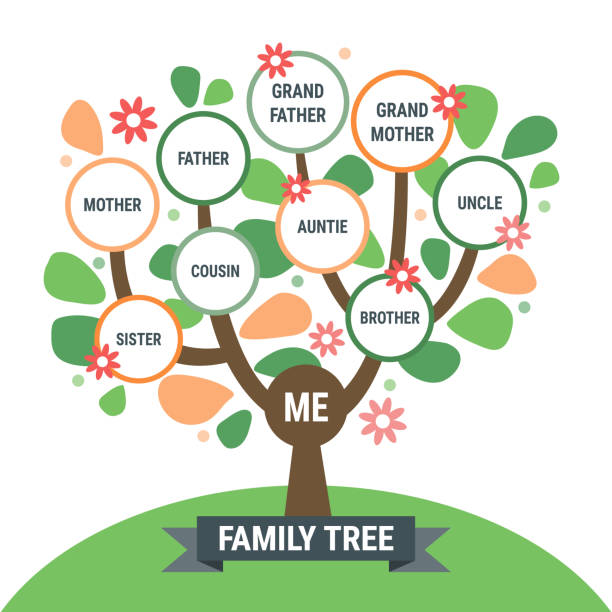 GRAND
FATHER
GRAND
MOTHER
FATHER
MOTHER
UNCLE
AUNTIE
COUSIN
BROTHER
SISTER
ME
FAMILY TREE